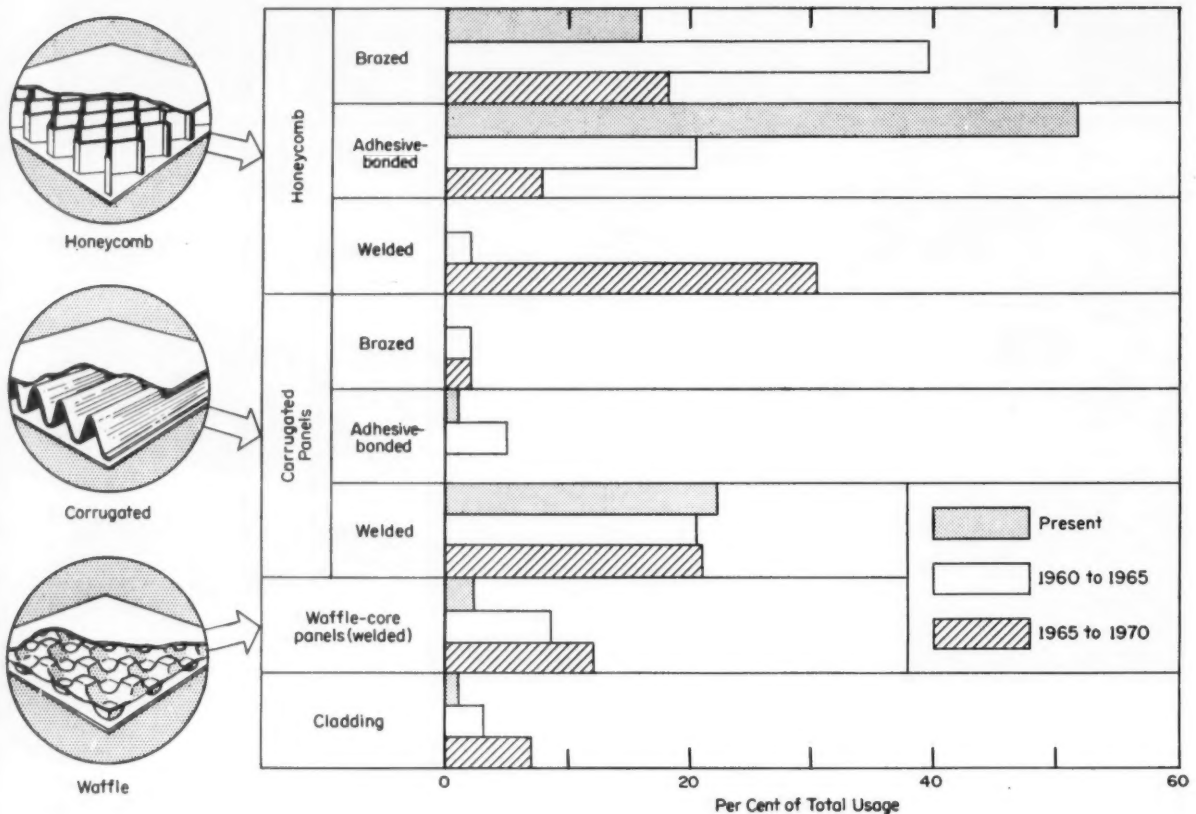 Honeycomb
Corrugated
Waffle
Honeycomb
Brazed
Adhesive-
bonded
Welded
Corrugated
Panels
Brazed
Adhesive-
bonded
Welded
Waffle-core
panels (welded)
Cladding
Present
1960 to 1965
1965 to 1970
0 20 40 60
Per Cent of Total Usage